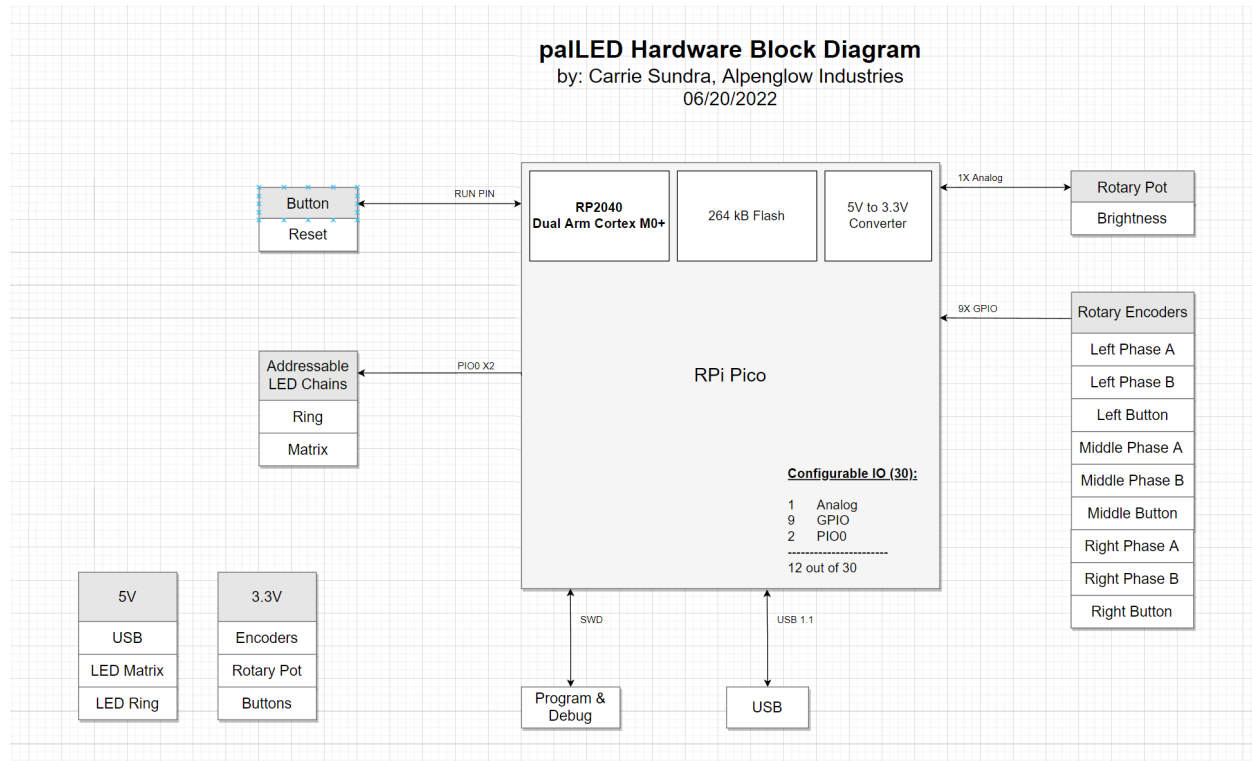 palLED Hardware Block Diagram
by: Carrie Sundra, Alpenglow Industries
06/20/2022
Button
Reset
RUN PIN
RP2040
Dual Arm Cortex M0+
264 kB Flash
5V to 3.3V
Converter
1X Analog
Rotary Pot
Brightness
9X GPIO
Rotary Encoders
Left Phase A
Left Phase B
Left Button
Middle Phase A
Middle Phase B
Middle Button
Right Phase A
Right Phase B
Right Button
Addressable
LED Chains
Ring
Matrix
PIO0 X2
RPi Pico
Configurable IO (30):
1 Analog
9 GPIO
2 PIO0
-----------------------
12 out of 30
5V
USB
LED Matrix
LED Ring
3.3V
Encoders
Rotary Pot
Buttons
SWD
USB 1.1
Program &
Debug
USB